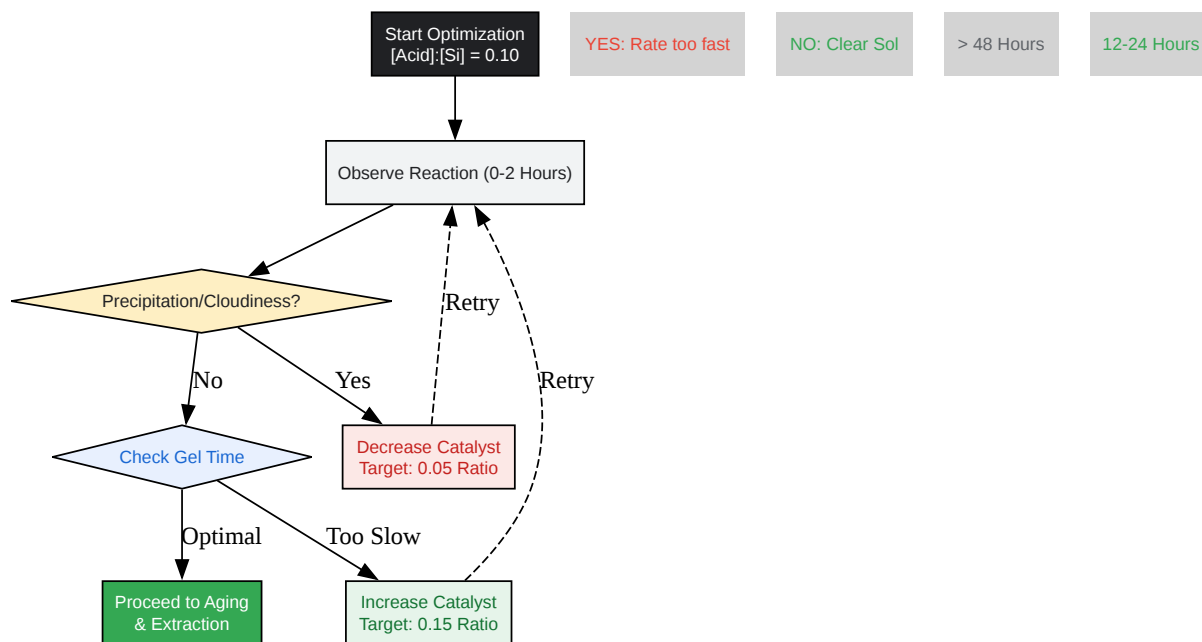 Start Optimization
[Acid]:[Si] = 0.10
YES: Rate too fast
NO: Clear Sol
> 48 Hours
12-24 Hours
Observe Reaction (0-2 Hours)
Precipitation/Cloudiness?
Retry
No
Yes
Retry
Check Gel Time
Decrease Catalyst
Target: 0.05 Ratio
Optimal
Too Slow
Proceed to Aging
& Extraction
Increase Catalyst
Target: 0.15 Ratio